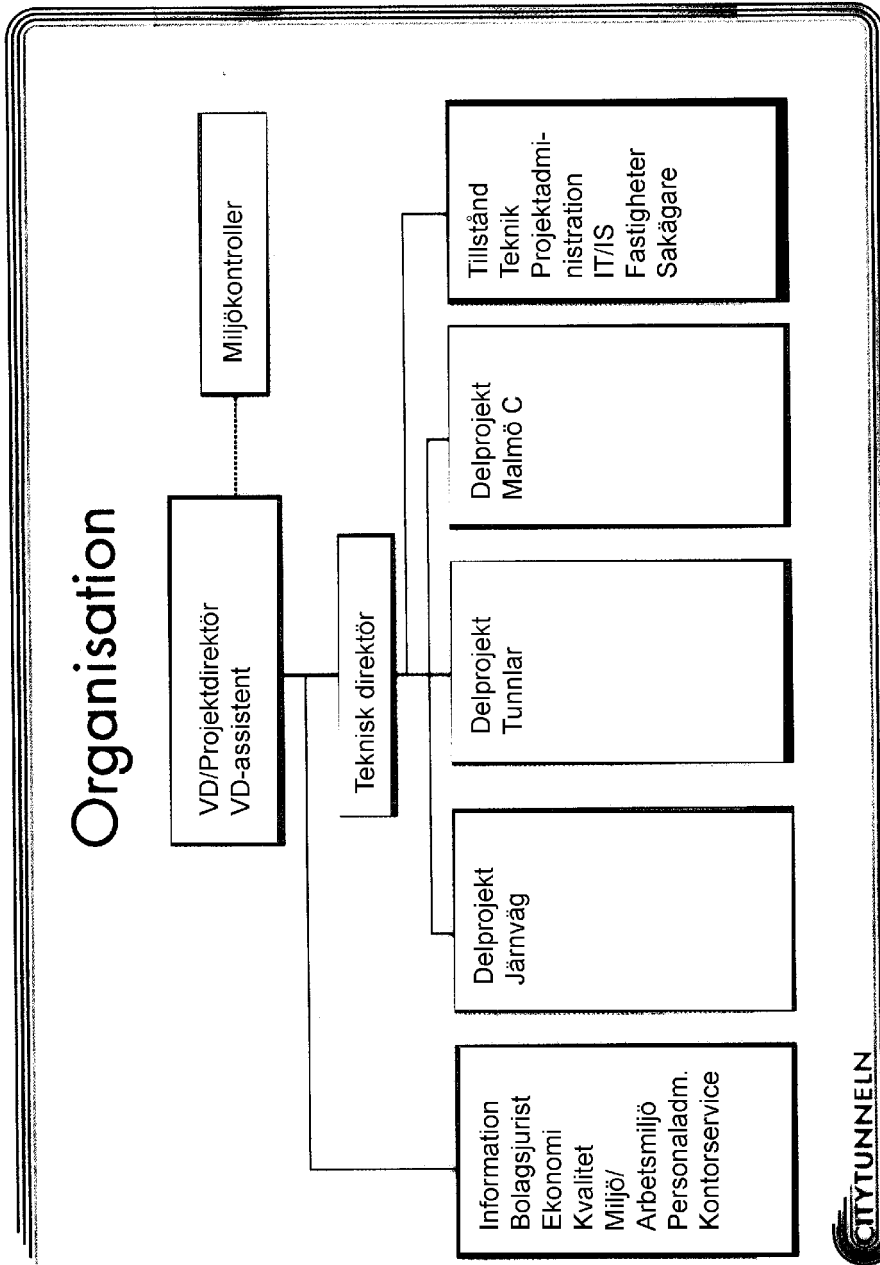 Organisation
VD/Projektdirektör
VD-assistent
Miljökontroller
Teknisk direktör
Information
Bolagsjurist
Ekonomi
Kvalitet
Miljö/
Arbetsmiljö
Personaladm.
Kontorservice
Delprojekt
Järnväg
Delprojekt
Tunnlar
Delprojekt
Malmö C
Tillstånd
Teknik
Projektadmi-
nistration
IT/IS
Fastigheter
Sakägare
CITYTUNNELN